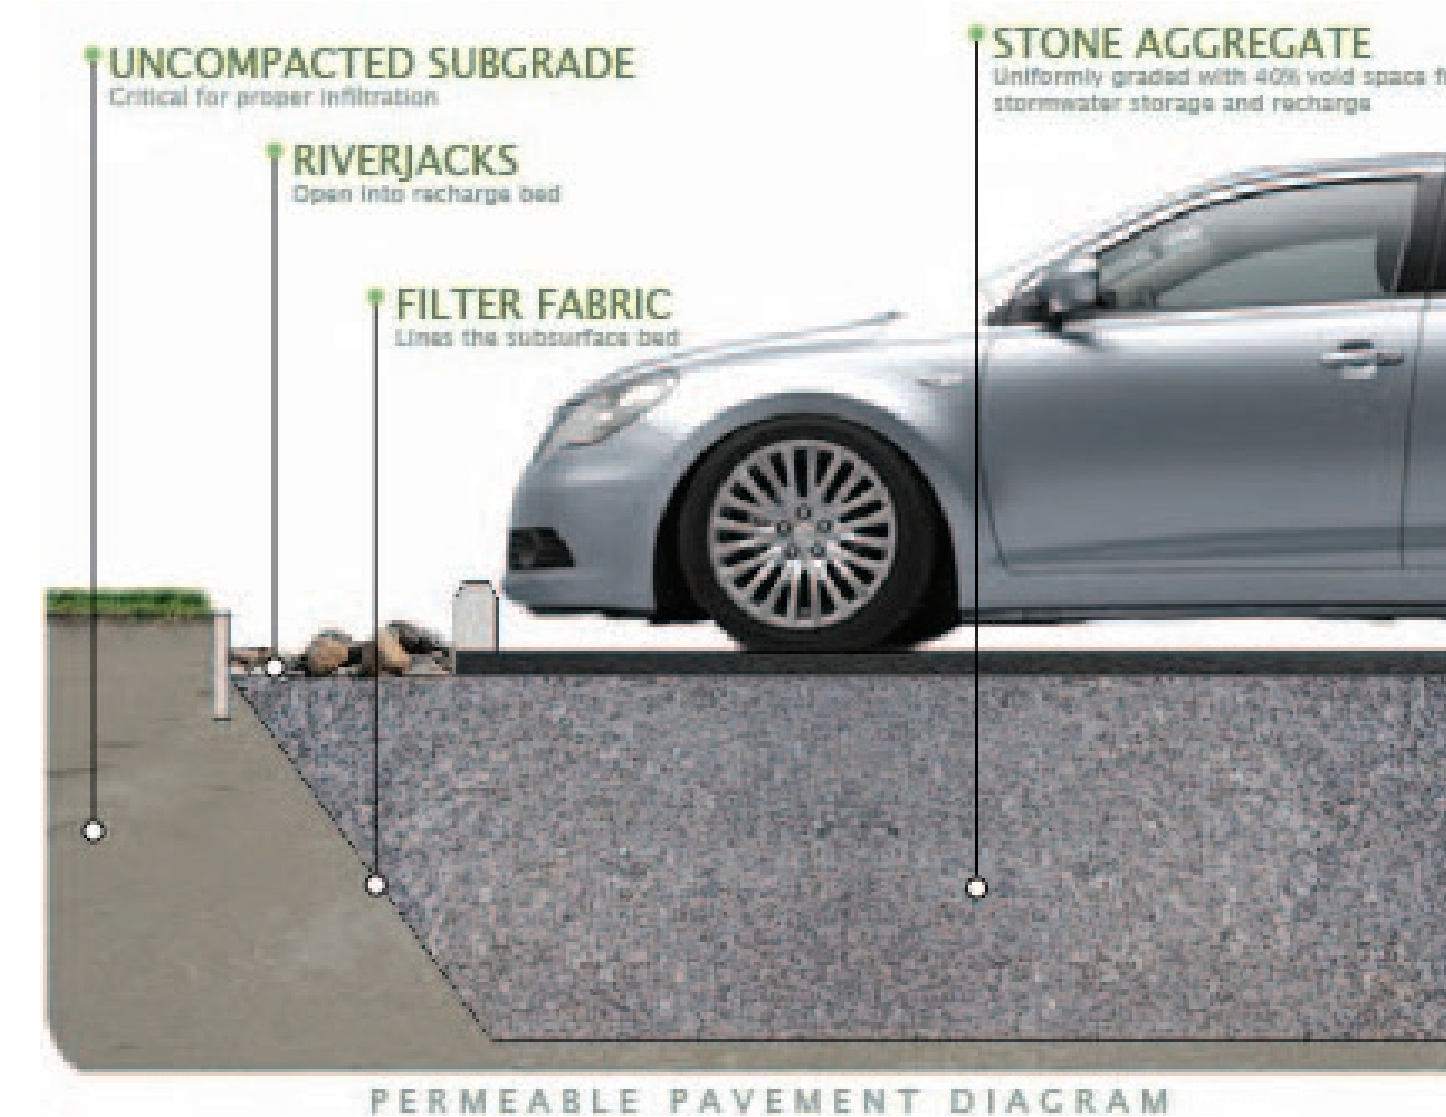 UNCOMPACTED SUBGRADE
Critical for proper infiltration
RIVERJACKS
Open into recharge bed
FILTER FABRIC
Lines the subsurface bed
STONE AGGREGATE
Uniformly graded with 40% void space
stormwater storage and recharge
PERMEABLE PAVEMENT DIAGRAM